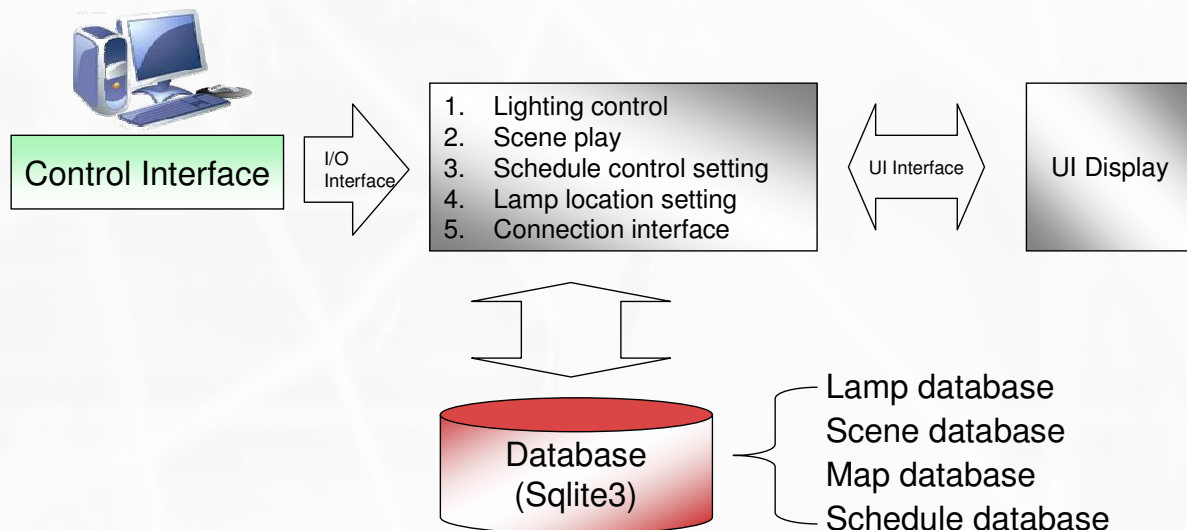 Control Interface
I/O
Interface
1. Lighting control
2. Scene play
3. Schedule control setting
4. Lamp location setting
5. Connection interface
UI Interface
UI Display
Database
(Sqlite3)
Lamp database
Scene database
Map database
Schedule database